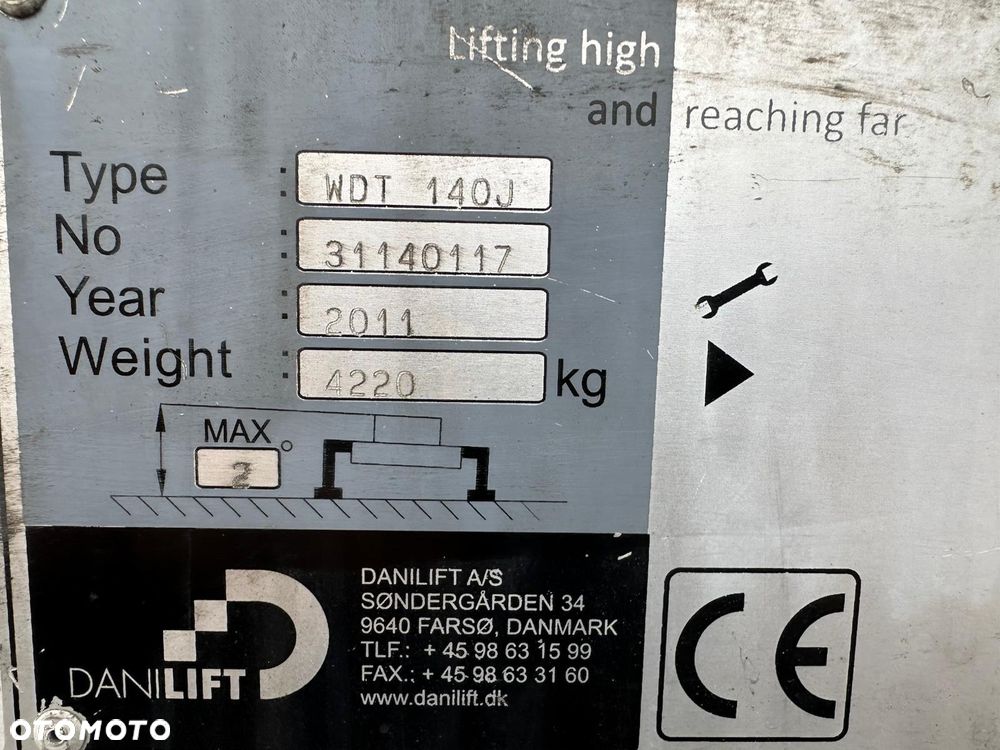 Lifting high
and reaching far
Type : WDT 140J
No : 31140117
Year : 2011
Weight : 4220 kg
MAX
2 °
DANILIFT A/S
SØNDERGÅRDEN 34
9640 FARSØ, DANMARK
TLF.: + 45 98 63 15 99
FAX.: + 45 98 63 31 60
www.danilift.dk
DANILIFT
CE
OTOMOTO